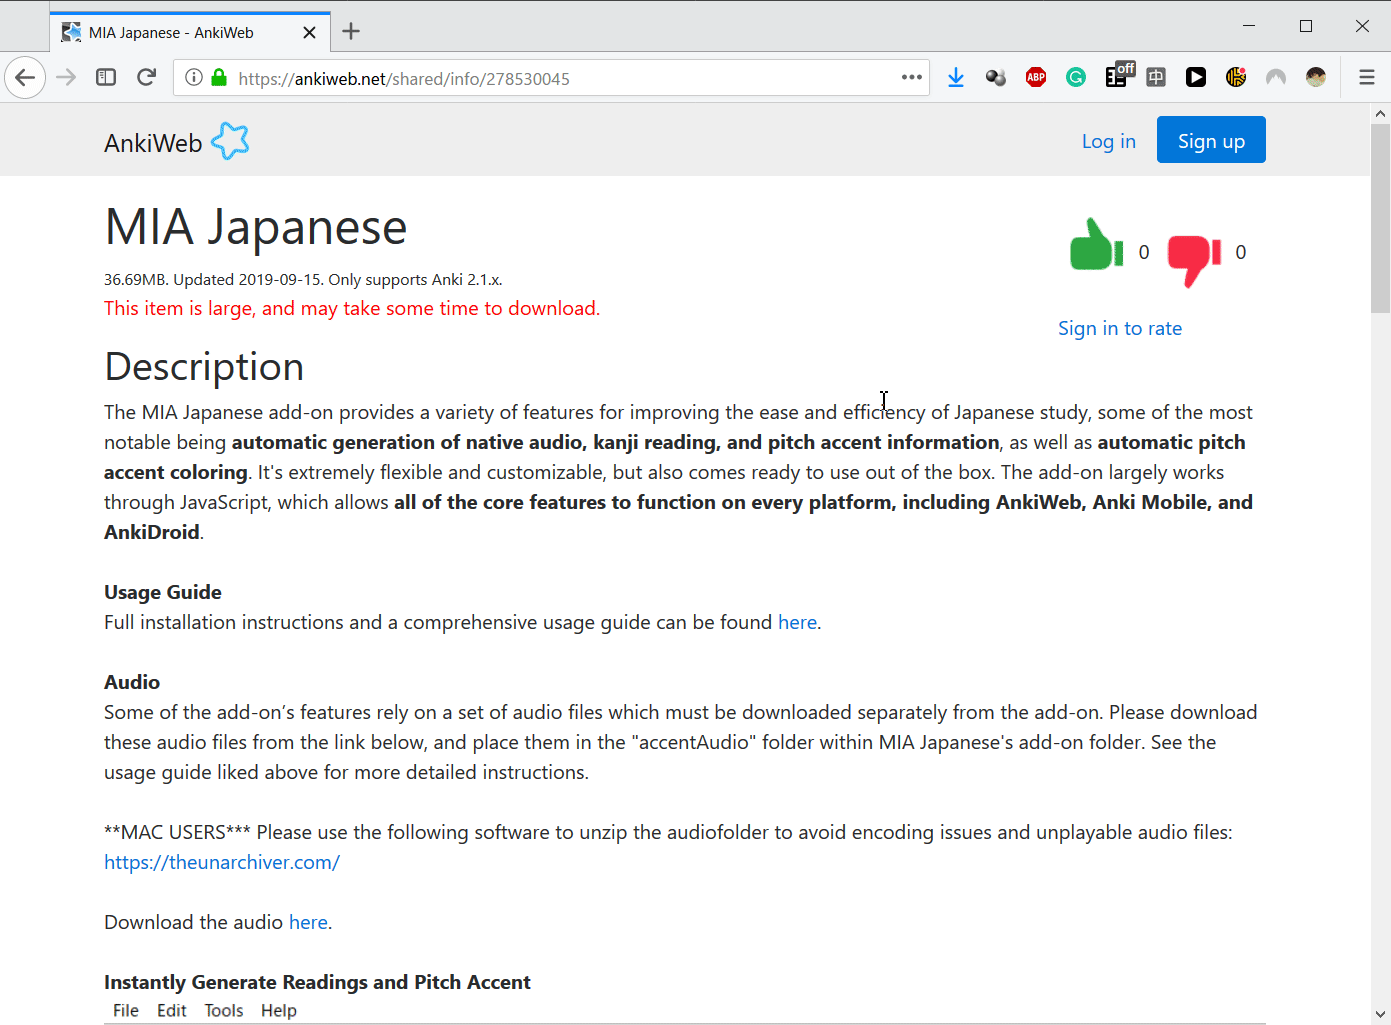 MIA Japanese - AnkiWeb
https://ankiweb.net/shared/info/278530045
ABP
off
中
AnkiWeb
Log in
Sign up
MIA Japanese
0
0
36.69MB. Updated 2019-09-15. Only supports Anki 2.1.x.
This item is large, and may take some time to download.
Sign in to rate
Description
The MIA Japanese add-on provides a variety of features for improving the ease and efficiency of Japanese study, some of the most
notable being automatic generation of native audio, kanji reading, and pitch accent information, as well as automatic pitch
accent coloring. It's extremely flexible and customizable, but also comes ready to use out of the box. The add-on largely works
through JavaScript, which allows all of the core features to function on every platform, including AnkiWeb, Anki Mobile, and
AnkiDroid.
Usage Guide
Full installation instructions and a comprehensive usage guide can be found here.
Audio
Some of the add-on’s features rely on a set of audio files which must be downloaded separately from the add-on. Please download
these audio files from the link below, and place them in the "accentAudio" folder within MIA Japanese's add-on folder. See the
usage guide liked above for more detailed instructions.
**MAC USERS*** Please use the following software to unzip the audiofolder to avoid encoding issues and unplayable audio files:
https://theunarchiver.com/
Download the audio here.
Instantly Generate Readings and Pitch Accent
File Edit Tools Help